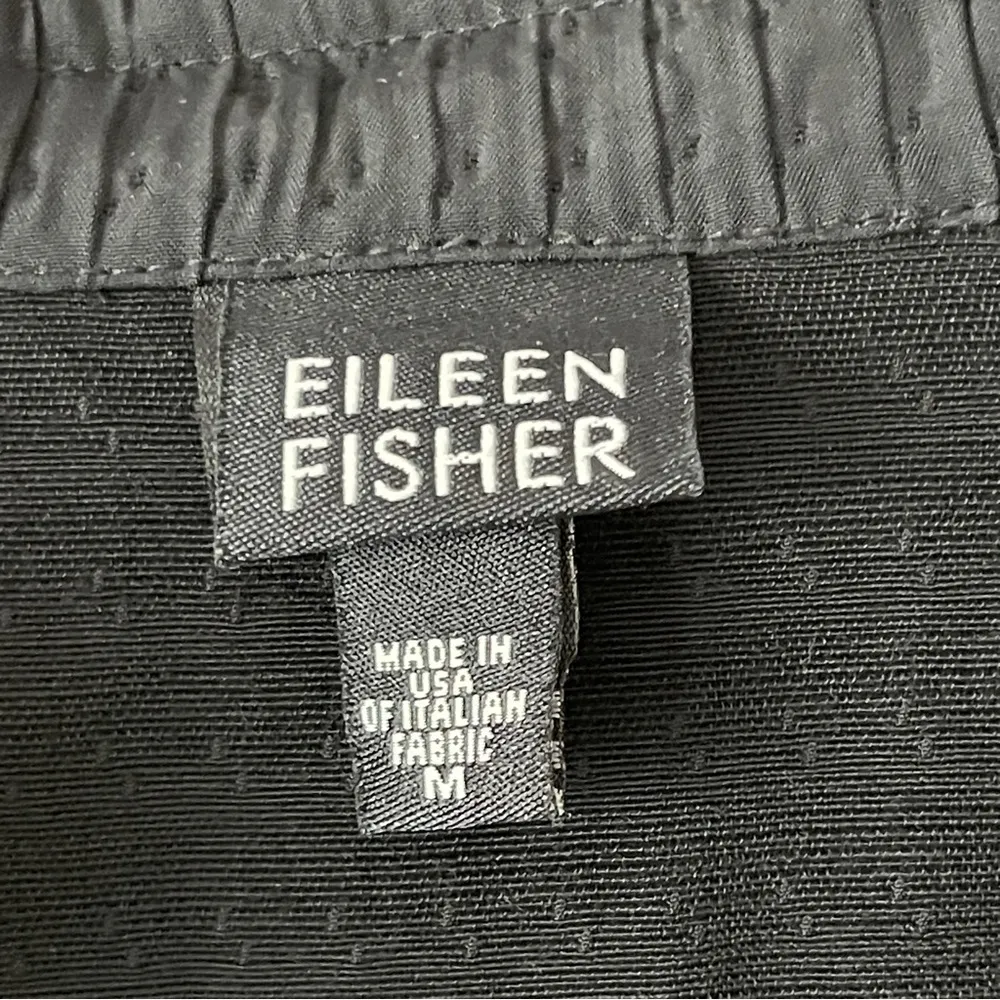 EILEEN
FISHER
MADE IN
USA
OF ITALIAN
FABRIC
M